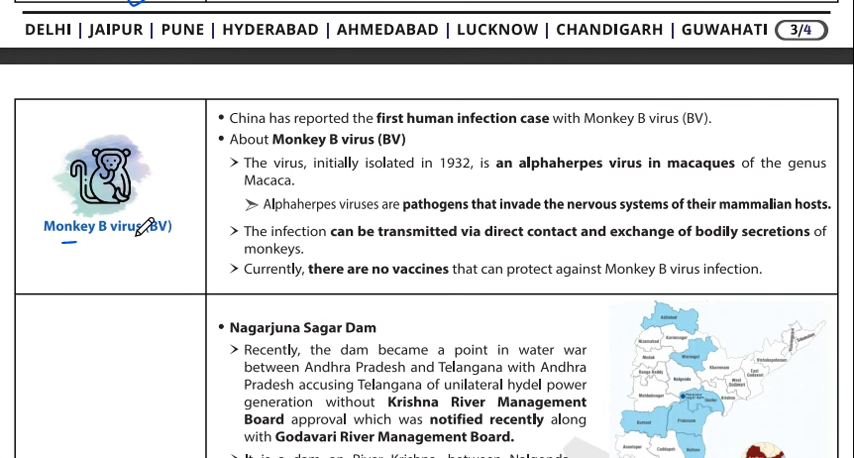 DELHI | JAIPUR | PUNE | HYDERABAD | AHMEDABAD | LUCKNOW | CHANDIGARH | GUWAHATI 3/4
Monkey B virus (BV)
• China has reported the first human infection case with Monkey B virus (BV).
• About Monkey B virus (BV)
➢ The virus, initially isolated in 1932, is an alphaherpes virus in macaques of the genus
Macaca.
➢ Alphaherpes viruses are pathogens that invade the nervous systems of their mammalian hosts.
➢ The infection can be transmitted via direct contact and exchange of bodily secretions of
monkeys.
➢ Currently, there are no vaccines that can protect against Monkey B virus infection.
• Nagarjuna Sagar Dam
➢ Recently, the dam became a point in water war
between Andhra Pradesh and Telangana with Andhra
Pradesh accusing Telangana of unilateral hydel power
generation without Krishna River Management
Board approval which was notified recently along
with Godavari River Management Board.
Adilabad
Nizamabad
Karimnagar
Medak
Warangal
Khammam
Nalgonda
Visakhapatnam
East
Godavari
West
Godavari
Krishna
Guntur
Prakasam
Kurnool
Nellore